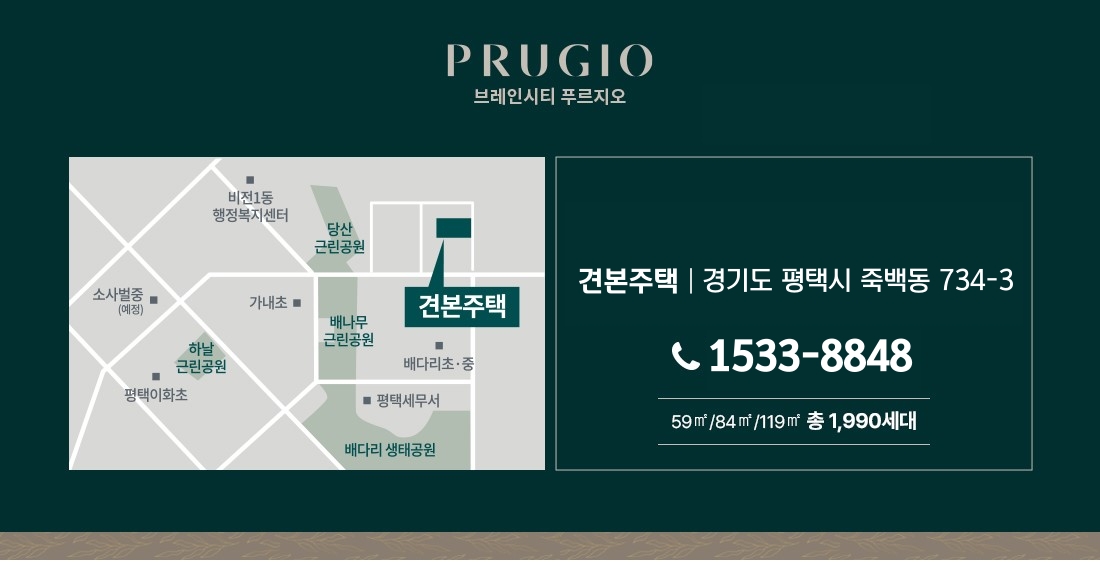 PRUGIO
브레인시티 푸르지오
비전1동
행정복지센터
당산
근린공원
소사벌중
(예정)
가내초
견본주택
배나무
근린공원
하날
근린공원
배다리초·중
평택이화초
평택세무서
배다리 생태공원
견본주택 | 경기도 평택시 죽백동 734-3
1533-8848
59㎡/84㎡/119㎡ 총 1,990세대